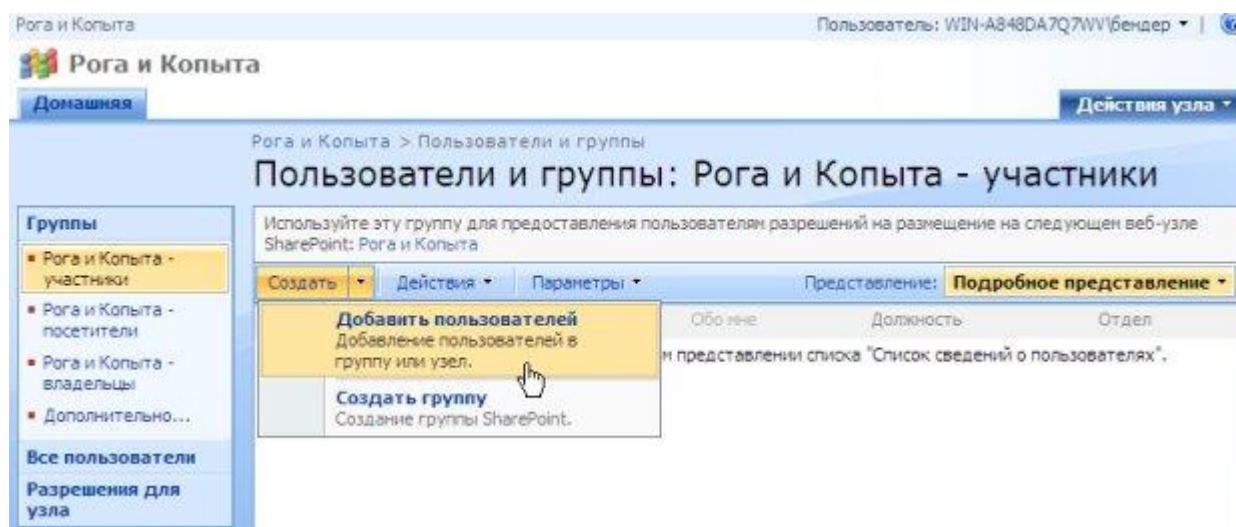 Рога и Копыта
Пользователь: WIN-A848DA7Q7WV\бендер
Рога и Копыта
Домашняя
Действия узла
Рога и Копыта > Пользователи и группы
Пользователи и группы: Рога и Копыта - участники
Группы
Рога и Копыта -
участники
Рога и Копыта -
посетители
Рога и Копыта -
владельцы
Дополнительно...
Все пользователи
Разрешения для
узла
Используйте эту группу для предоставления пользователям разрешений на размещение на следующем веб-узле
SharePoint: Рога и Копыта
Создать Действия Параметры Представление: Подробное представление
Обо мне Должность Отдел
Добавить пользователей
Добавление пользователей в
группу или узел.
м представлении списка "Список сведений о пользователях".
Создать группу
Создание группы SharePoint.